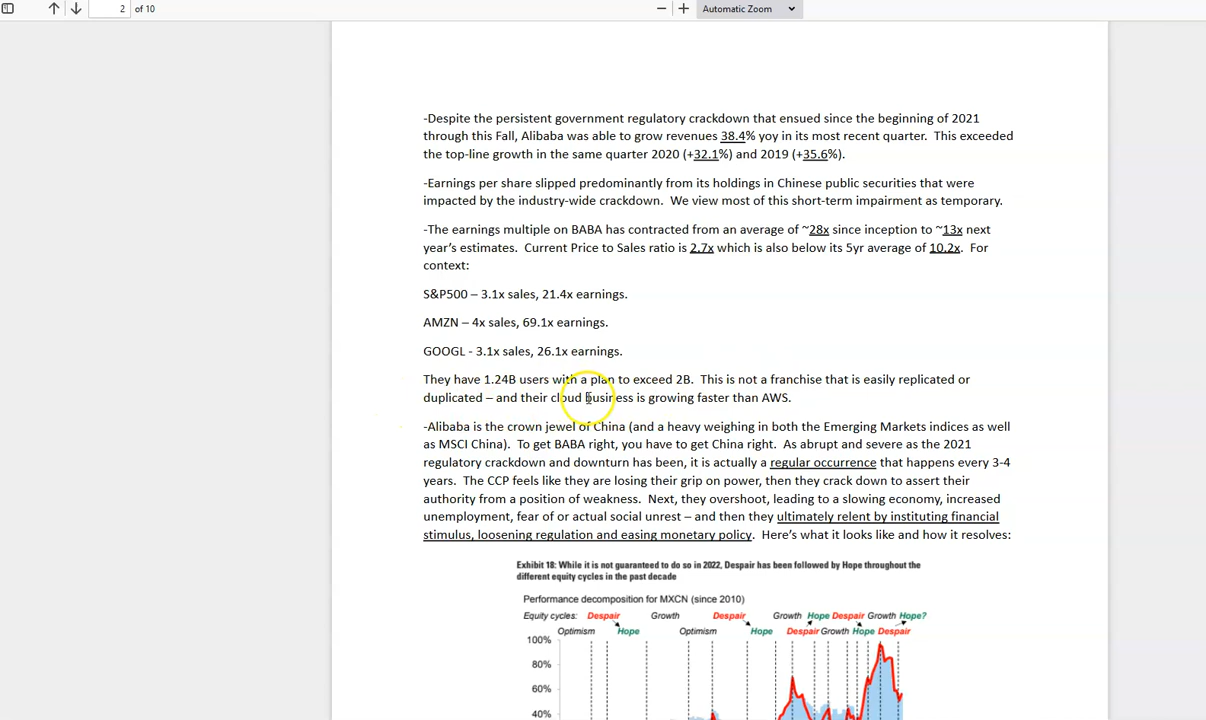 2 of 10
Automatic Zoom
-Despite the persistent government regulatory crackdown that ensued since the beginning of 2021
through this Fall, Alibaba was able to grow revenues 38.4% yoy in its most recent quarter.  This exceeded
the top-line growth in the same quarter 2020 (+32.1%) and 2019 (+35.6%).
-Earnings per share slipped predominantly from its holdings in Chinese public securities that were
impacted by the industry-wide crackdown.  We view most of this short-term impairment as temporary.
-The earnings multiple on BABA has contracted from an average of ~28x since inception to ~13x next
year’s estimates.  Current Price to Sales ratio is 2.7x which is also below its 5yr average of 10.2x.  For
context:
S&P500 – 3.1x sales, 21.4x earnings.
AMZN – 4x sales, 69.1x earnings.
GOOGL - 3.1x sales, 26.1x earnings.
They have 1.24B users with a plan to exceed 2B.  This is not a franchise that is easily replicated or
duplicated – and their cloud business is growing faster than AWS.
-Alibaba is the crown jewel of China (and a heavy weighing in both the Emerging Markets indices as well
as MSCI China).  To get BABA right, you have to get China right.  As abrupt and severe as the 2021
regulatory crackdown and downturn has been, it is actually a regular occurrence that happens every 3-4
years.  The CCP feels like they are losing their grip on power, then they crack down to assert their
authority from a position of weakness.  Next, they overshoot, leading to a slowing economy, increased
unemployment, fear of or actual social unrest – and then they ultimately relent by instituting financial
stimulus, loosening regulation and easing monetary policy.  Here’s what it looks like and how it resolves:
Exhibit 18: While it is not guaranteed to do so in 2022, Despair has been followed by Hope throughout the
different equity cycles in the past decade
Performance decomposition for MXCN (since 2010)
Equity cycles: Despair Growth Despair Growth Hope Despair Growth Hope?
Optimism Hope Optimism Hope Despair Growth Hope Despair
100%
80%
60%
40%